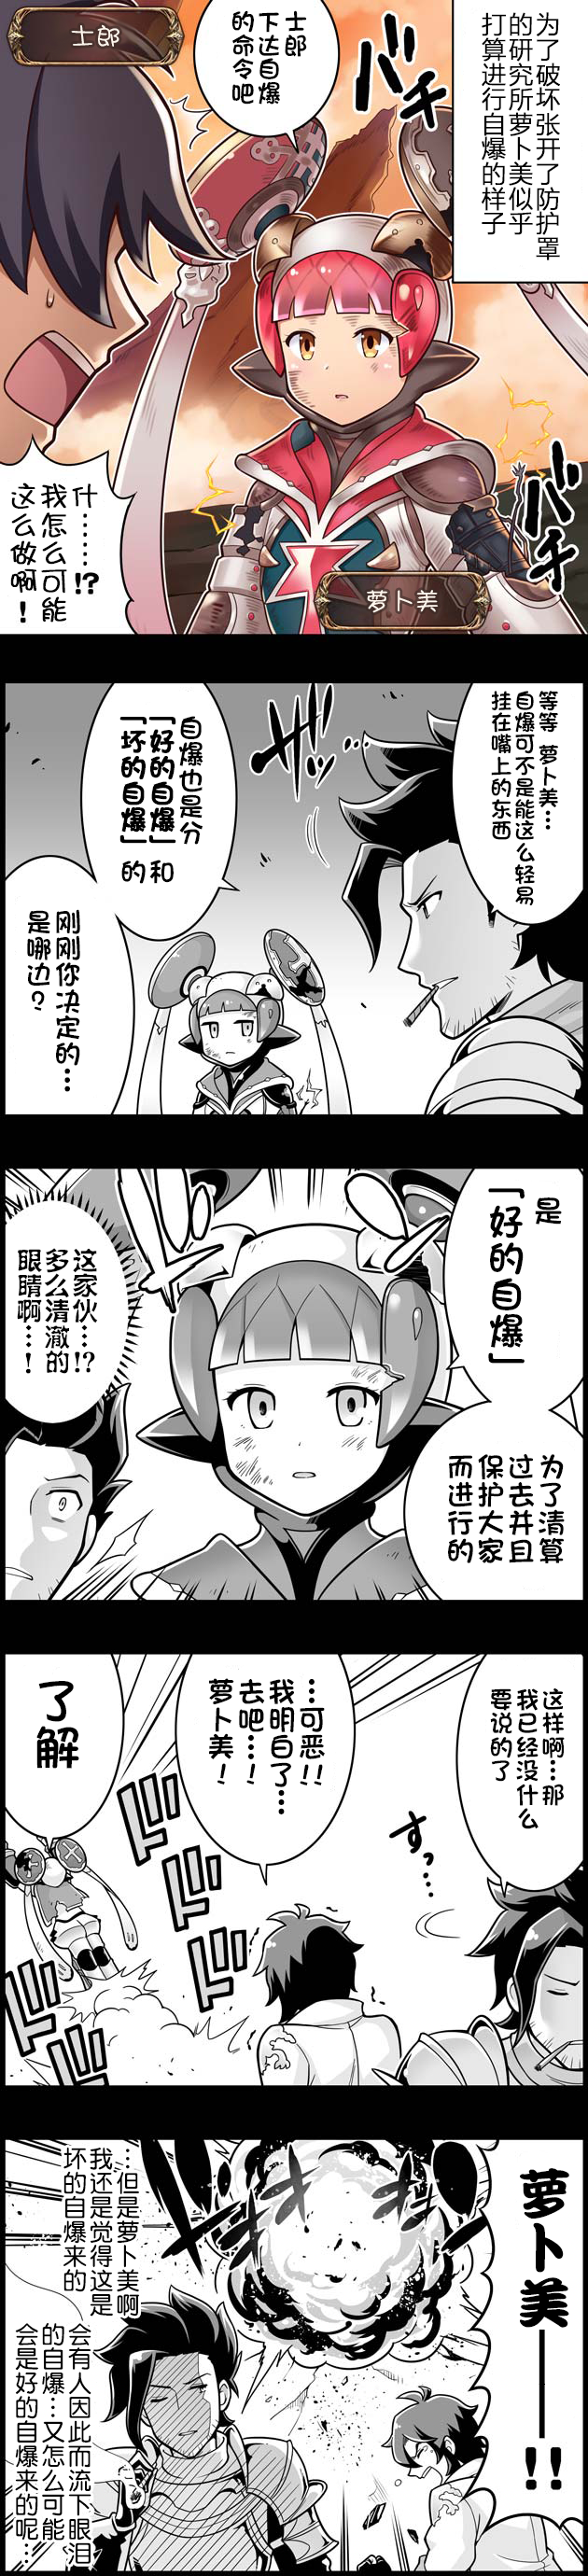 为了破坏张开了防护罩
的研究所萝卜美似乎
打算进行自爆的样子
バチ
士郎
下达自爆
的命令吧
士郎
什……⁉
我怎么可能
这么做啊！
バチ
萝卜美
等等 萝卜美…
自爆可不是能这么轻易
挂在嘴上的东西
ザッ…
自爆也是分
「好的自爆」和
「坏的自爆」的
刚刚你决定的…
是哪边？
是
「好的自爆」
为了清算
过去并且
保护大家
而进行的
这家伙…⁉
多么清澈的
眼睛啊…！
这样啊…那
我已经没什么
要说的了
すっ…
…可恶!!
我明白了…
去吧…！
萝卜美！
了解
ドドド
ドドド
萝卜美——!!
…但是萝卜美啊
我还是觉得这是
坏的自爆来的
会有人因此而流下眼泪
的自爆…又怎么可能
会是好的自爆来的呢…